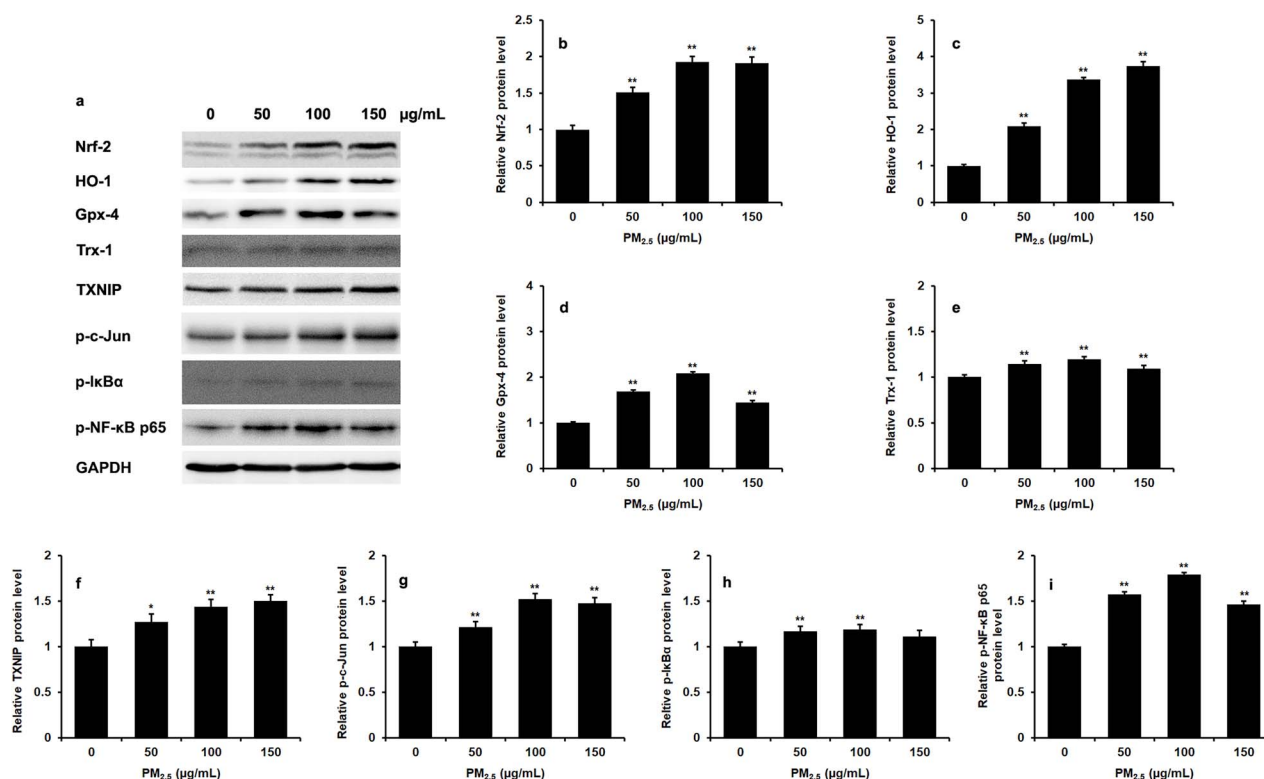 a
0 50 100 150 µg/mL
Nrf-2
HO-1
Gpx-4
Trx-1
TXNIP
p-c-Jun
p-IκBα
p-NF-κB p65
GAPDH
b
Relative Nrf-2 protein level
2.5
2
1.5
1
0.5
0
**
**
**
0 50 100 150
PM2.5 (µg/mL)
c
Relative HO-1 protein level
5
4
3
2
1
0
**
**
**
0 50 100 150
PM2.5 (µg/mL)
d
Relative Gpx-4 protein level
4
3
2
1
0
**
**
**
0 50 100 150
PM2.5 (µg/mL)
e
Relative Trx-1 protein level
2
1.5
1
0.5
0
**
**
**
0 50 100 150
PM2.5 (µg/mL)
f
Relative TXNIP protein level
2
1.5
1
0.5
0
*
**
**
0 50 100 150
PM2.5 (µg/mL)
g
Relative p-c-Jun protein level
2
1.5
1
0.5
0
**
**
**
0 50 100 150
PM2.5 (µg/mL)
h
Reltive p-IκBα protein level
2
1.5
1
0.5
0
**
**
0 50 100 150
PM2.5 (µg/mL)
i
Relative p-NF-κB p65
protein level
2
1.5
1
0.5
0
**
**
**
0 50 100 150
PM2.5 (µg/mL)